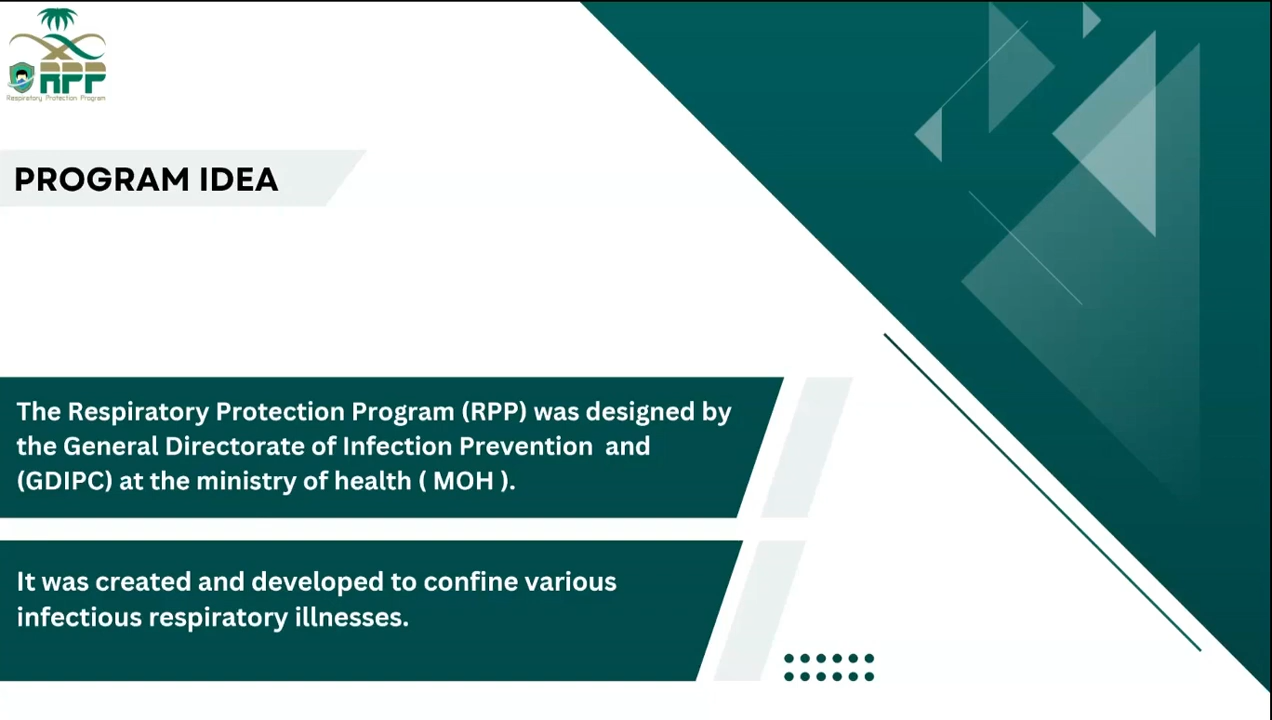 RPP
Respiratory Protection Program
PROGRAM IDEA
The Respiratory Protection Program (RPP) was designed by
the General Directorate of Infection Prevention  and
(GDIPC) at the ministry of health ( MOH ).
It was created and developed to confine various
infectious respiratory illnesses.